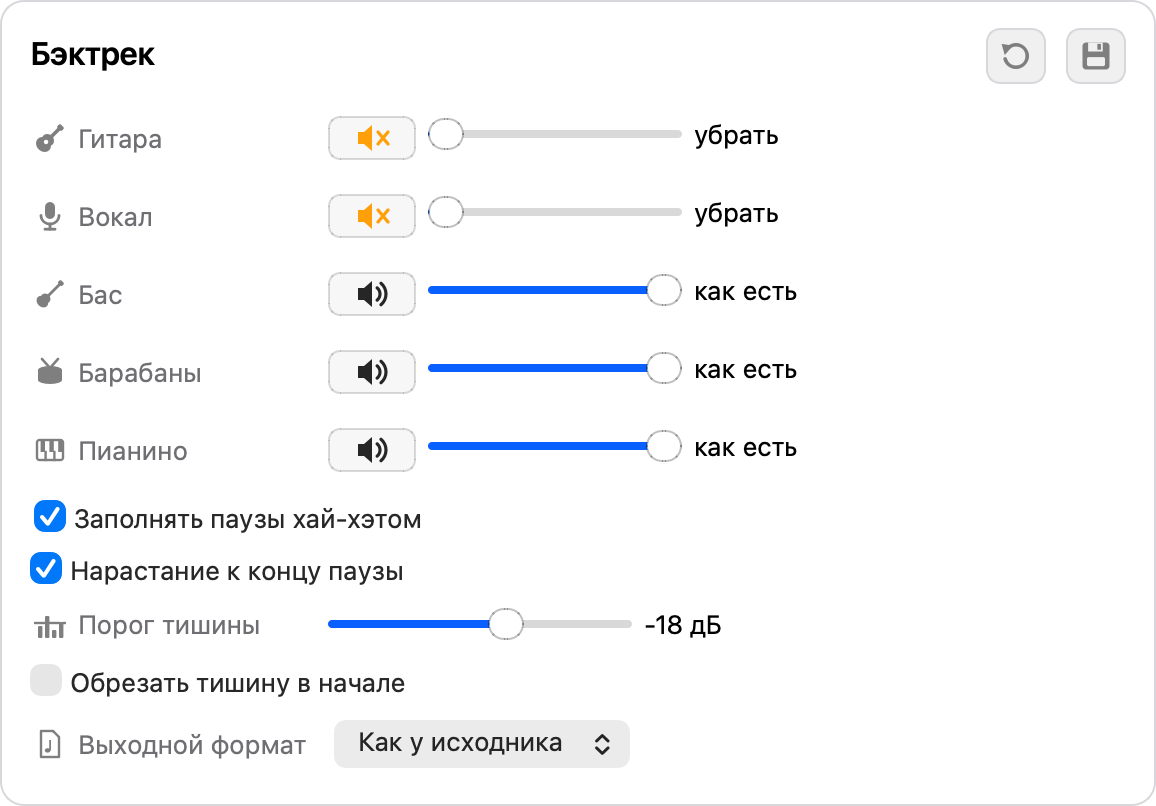 Бэктрек
Гитара убрать
Вокал убрать
Бас как есть
Барабаны как есть
Пианино как есть
Заполнять паузы хай-хэтом
Нарастание к концу паузы
Порог тишины -18 дБ
Обрезать тишину в начале
Выходной формат Как у исходника